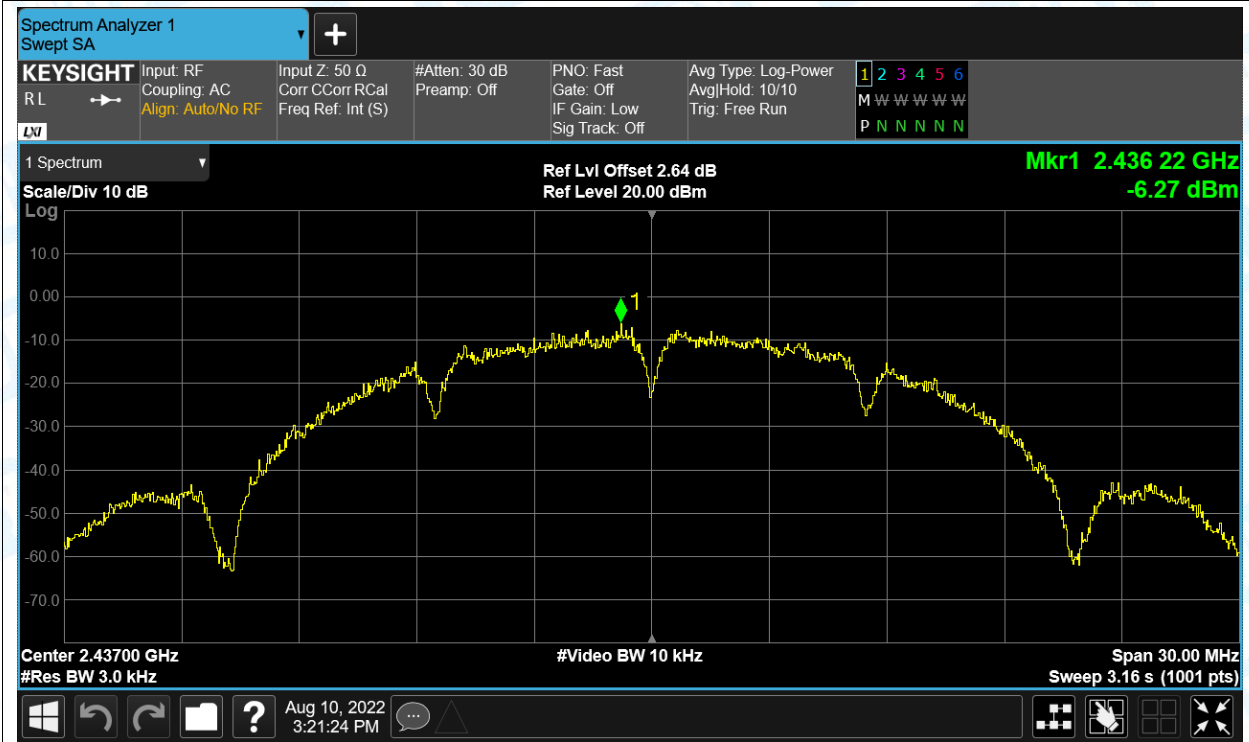 Spectrum Analyzer 1
Swept SA
KEYSIGHT
R L
LXI
Input: RF
Coupling: AC
Align: Auto/No RF
Input Z: 50 Ω
Corr CCorr RCal
Freq Ref: Int (S)
#Atten: 30 dB
Preamp: Off
PNO: Fast
Gate: Off
IF Gain: Low
Sig Track: Off
Avg Type: Log-Power
Avg|Hold: 10/10
Trig: Free Run
1 2 3 4 5 6
M W W W W W
P N N N N N
1 Spectrum
Scale/Div 10 dB
Log
Ref Lvl Offset 2.64 dB
Ref Level 20.00 dBm
Mkr1 2.436 22 GHz
-6.27 dBm
1
10.0
0.00
-10.0
-20.0
-30.0
-40.0
-50.0
-60.0
-70.0
Center 2.43700 GHz
#Res BW 3.0 kHz
#Video BW 10 kHz
Span 30.00 MHz
Sweep 3.16 s (1001 pts)
?
Aug 10, 2022
3:21:24 PM